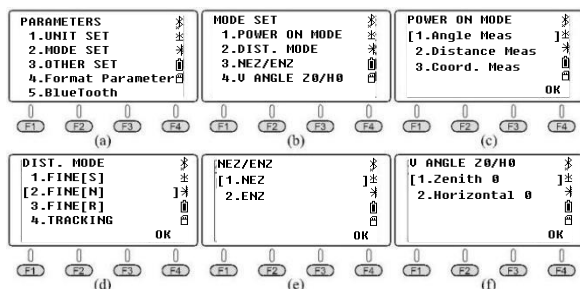 PARAMETERS
1.UNIT SET
2.MODE SET
3.OTHER SET
4.Format Parameter
5.BlueTooth
F1 F2 F3 F4
(a)
MODE SET
1.POWER ON MODE
2.DIST. MODE
3.NEZ/ENZ
4.V ANGLE Z0/H0
F1 F2 F3 F4
(b)
POWER ON MODE
[1.Angle Meas ]
2.Distance Meas
3.Coord. Meas
OK
F1 F2 F3 F4
(c)
DIST. MODE
1.FINE[S]
[2.FINE[N] ]
3.FINE[R]
4.TRACKING
OK
F1 F2 F3 F4
(d)
NEZ/ENZ
[1.NEZ ]
2.ENZ
OK
F1 F2 F3 F4
(e)
V ANGLE Z0/H0
[1.Zenith 0 ]
2.Horizontal 0
OK
F1 F2 F3 F4
(f)